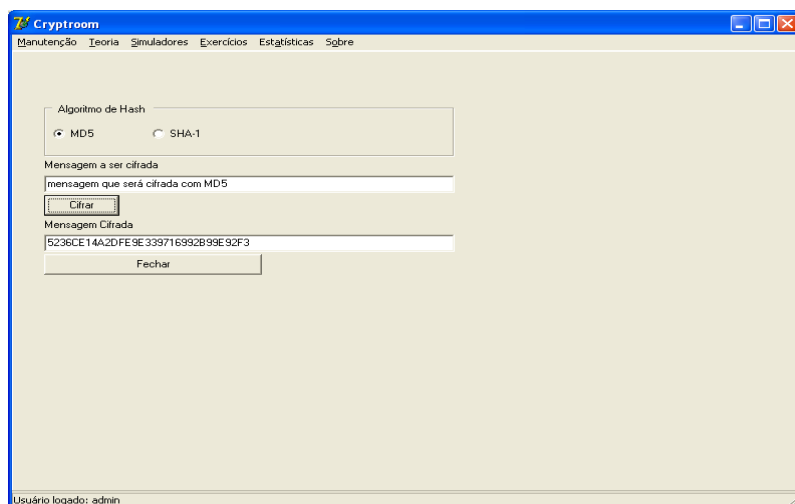 Cryptroom
Manutenção Teoria Simuladores Exercícios Estatísticas Sobre
Algoritmo de Hash
MD5 SHA-1
Mensagem a ser cifrada
mensagem que será cifrada com MD5
Cifrar
Mensagem Cifrada
5236CE14A2DFE9E339716992B99E92F3
Fechar
Usuário logado: admin